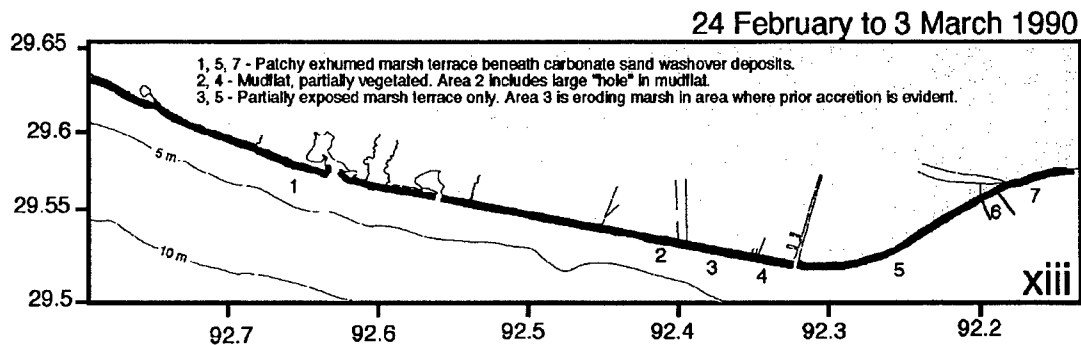 24 February to 3 March 1990
29.65
1, 5, 7 - Patchy exhumed marsh terrace beneath carbonate sand washover deposits.
2, 4 - Mudflat, partially vegetated. Area 2 includes large "hole" in mudflat.
3, 5 - Partially exposed marsh terrace only. Area 3 is eroding marsh in area where prior accretion is evident.
29.6
5 m
1
7
29.55
6
2
3
4
5
10 m
xiii
29.5
92.7 92.6 92.5 92.4 92.3 92.2